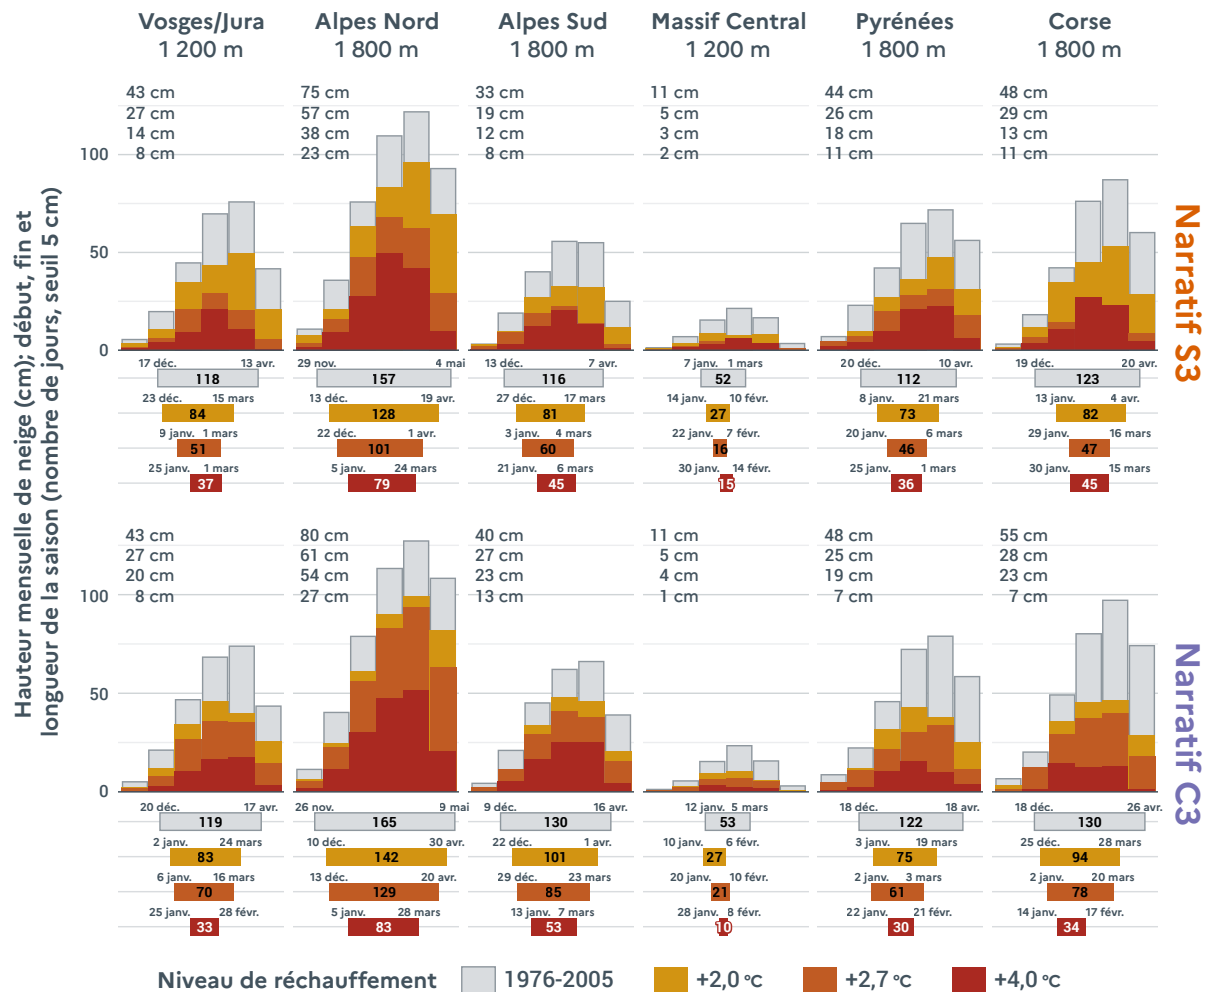 Vosges/Jura Alpes Nord Alpes Sud Massif Central Pyrénées Corse
1 200 m 1 800 m 1 800 m 1 200 m 1 800 m 1 800 m
Hauteur mensuelle de neige (cm); début, fin et
longueur de la saison (nombre de jours, seuil 5 cm)
Narratif S3
43 cm 75 cm 33 cm 11 cm 44 cm 48 cm
27 cm 57 cm 19 cm 5 cm 26 cm 29 cm
14 cm 38 cm 12 cm 3 cm 18 cm 13 cm
8 cm 23 cm 8 cm 2 cm 11 cm 11 cm
100
50
0
17 déc. 13 avr. 29 nov. 4 mai 13 déc. 7 avr. 7 janv. 1 mars 20 déc. 10 avr. 19 déc. 20 avr.
118 157 116 52 112 123
23 déc. 15 mars 13 déc. 19 avr. 27 déc. 17 mars 14 janv. 10 févr. 8 janv. 21 mars 13 janv. 4 avr.
84 128 81 27 73 82
9 janv. 1 mars 22 déc. 1 avr. 3 janv. 4 mars 22 janv. 7 févr. 20 janv. 6 mars 29 janv. 16 mars
51 101 60 16 46 47
25 janv. 1 mars 5 janv. 24 mars 21 janv. 6 mars 30 janv. 14 févr. 25 janv. 1 mars 30 janv. 15 mars
37 79 45 15 36 45
Narratif C3
43 cm 80 cm 40 cm 11 cm 48 cm 55 cm
27 cm 61 cm 27 cm 5 cm 25 cm 28 cm
20 cm 54 cm 23 cm 4 cm 19 cm 23 cm
8 cm 27 cm 13 cm 1 cm 7 cm 7 cm
100
50
0
20 déc. 17 avr. 26 nov. 9 mai 9 déc. 16 avr. 12 janv. 5 mars 18 déc. 18 avr. 18 déc. 26 avr.
119 165 130 53 122 130
2 janv. 24 mars 10 déc. 30 avr. 22 déc. 1 avr. 10 janv. 6 févr. 3 janv. 19 mars 25 déc. 28 mars
83 142 101 27 75 94
6 janv. 16 mars 13 déc. 20 avr. 29 déc. 23 mars 20 janv. 10 févr. 2 janv. 3 mars 2 janv. 20 mars
70 129 85 21 61 78
25 janv. 28 févr. 5 janv. 28 mars 13 janv. 7 mars 28 janv. 8 févr. 22 janv. 21 févr. 14 janv. 17 févr.
33 83 53 10 30 34
Niveau de réchauffement 1976-2005 +2,0 °C +2,7 °C +4,0 °C